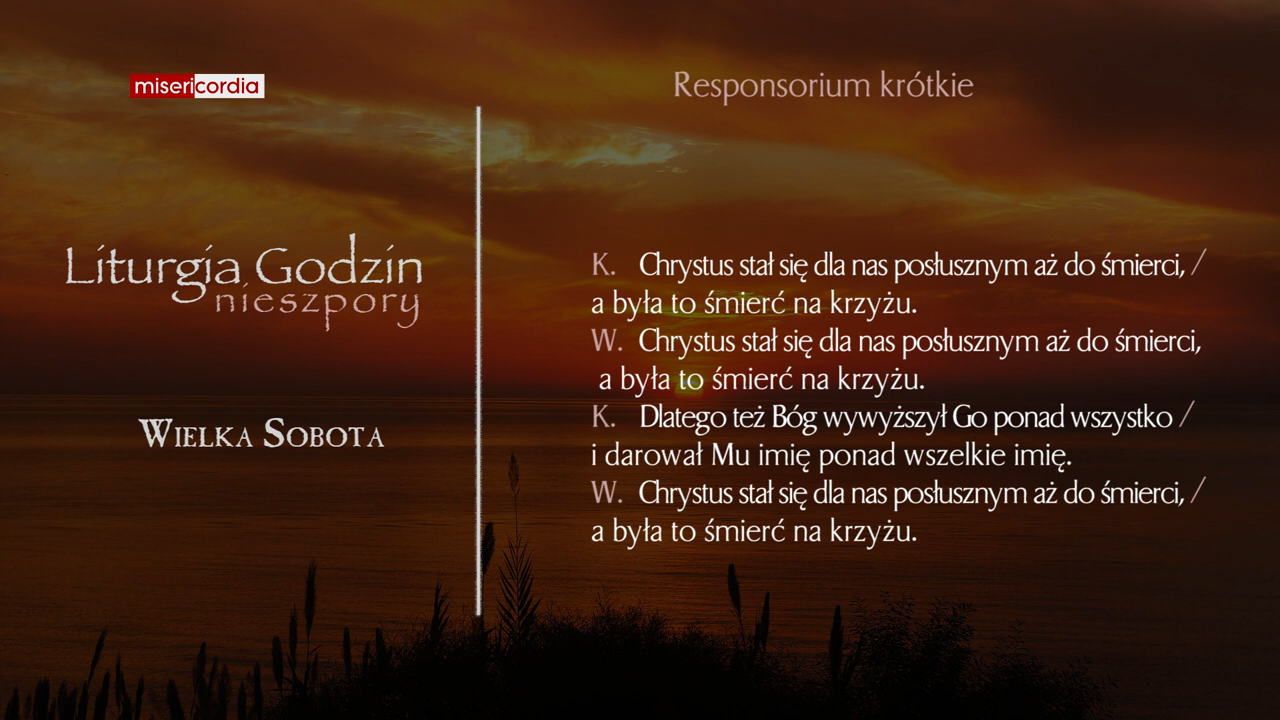 misericordia
Responsorium krótkie
Liturgia Godzin
nieszpory
Wielka Sobota
K. Chrystus stał się dla nas posłusznym aż do śmierci, /
a była to śmierć na krzyżu.
W. Chrystus stał się dla nas posłusznym aż do śmierci,
a była to śmierć na krzyżu.
K. Dlatego też Bóg wywyższył Go ponad wszystko /
i darował Mu imię ponad wszelkie imię.
W. Chrystus stał się dla nas posłusznym aż do śmierci, /
a była to śmierć na krzyżu.